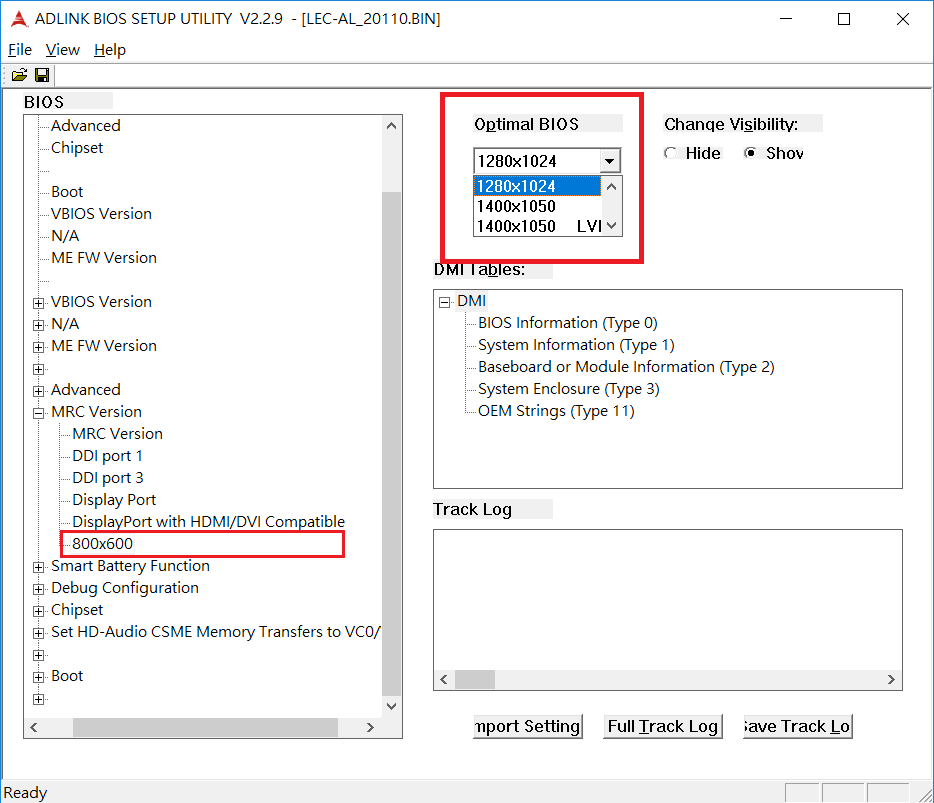 ADLINK BIOS SETUP UTILITY V2.2.9 - [LEC-AL_20110.BIN]
File View Help
BIOS
Advanced
Chipset
Boot
VBIOS Version
N/A
ME FW Version
VBIOS Version
N/A
ME FW Version
Advanced
MRC Version
MRC Version
DDI port 1
DDI port 3
Display Port
DisplayPort with HDMI/DVI Compatible
800x600
Smart Battery Function
Debug Configuration
Chipset
Set HD-Audio CSME Memory Transfers to VC0/
Boot
Optimal BIOS
1280x1024
1280x1024
1400x1050
1400x1050 LVI
Change Visibility:
Hide Shov
DMI Tables:
DMI
BIOS Information (Type 0)
System Information (Type 1)
Baseboard or Module Information (Type 2)
System Enclosure (Type 3)
OEM Strings (Type 11)
Track Log
mport Setting Full Track Log Save Track Lo
Ready